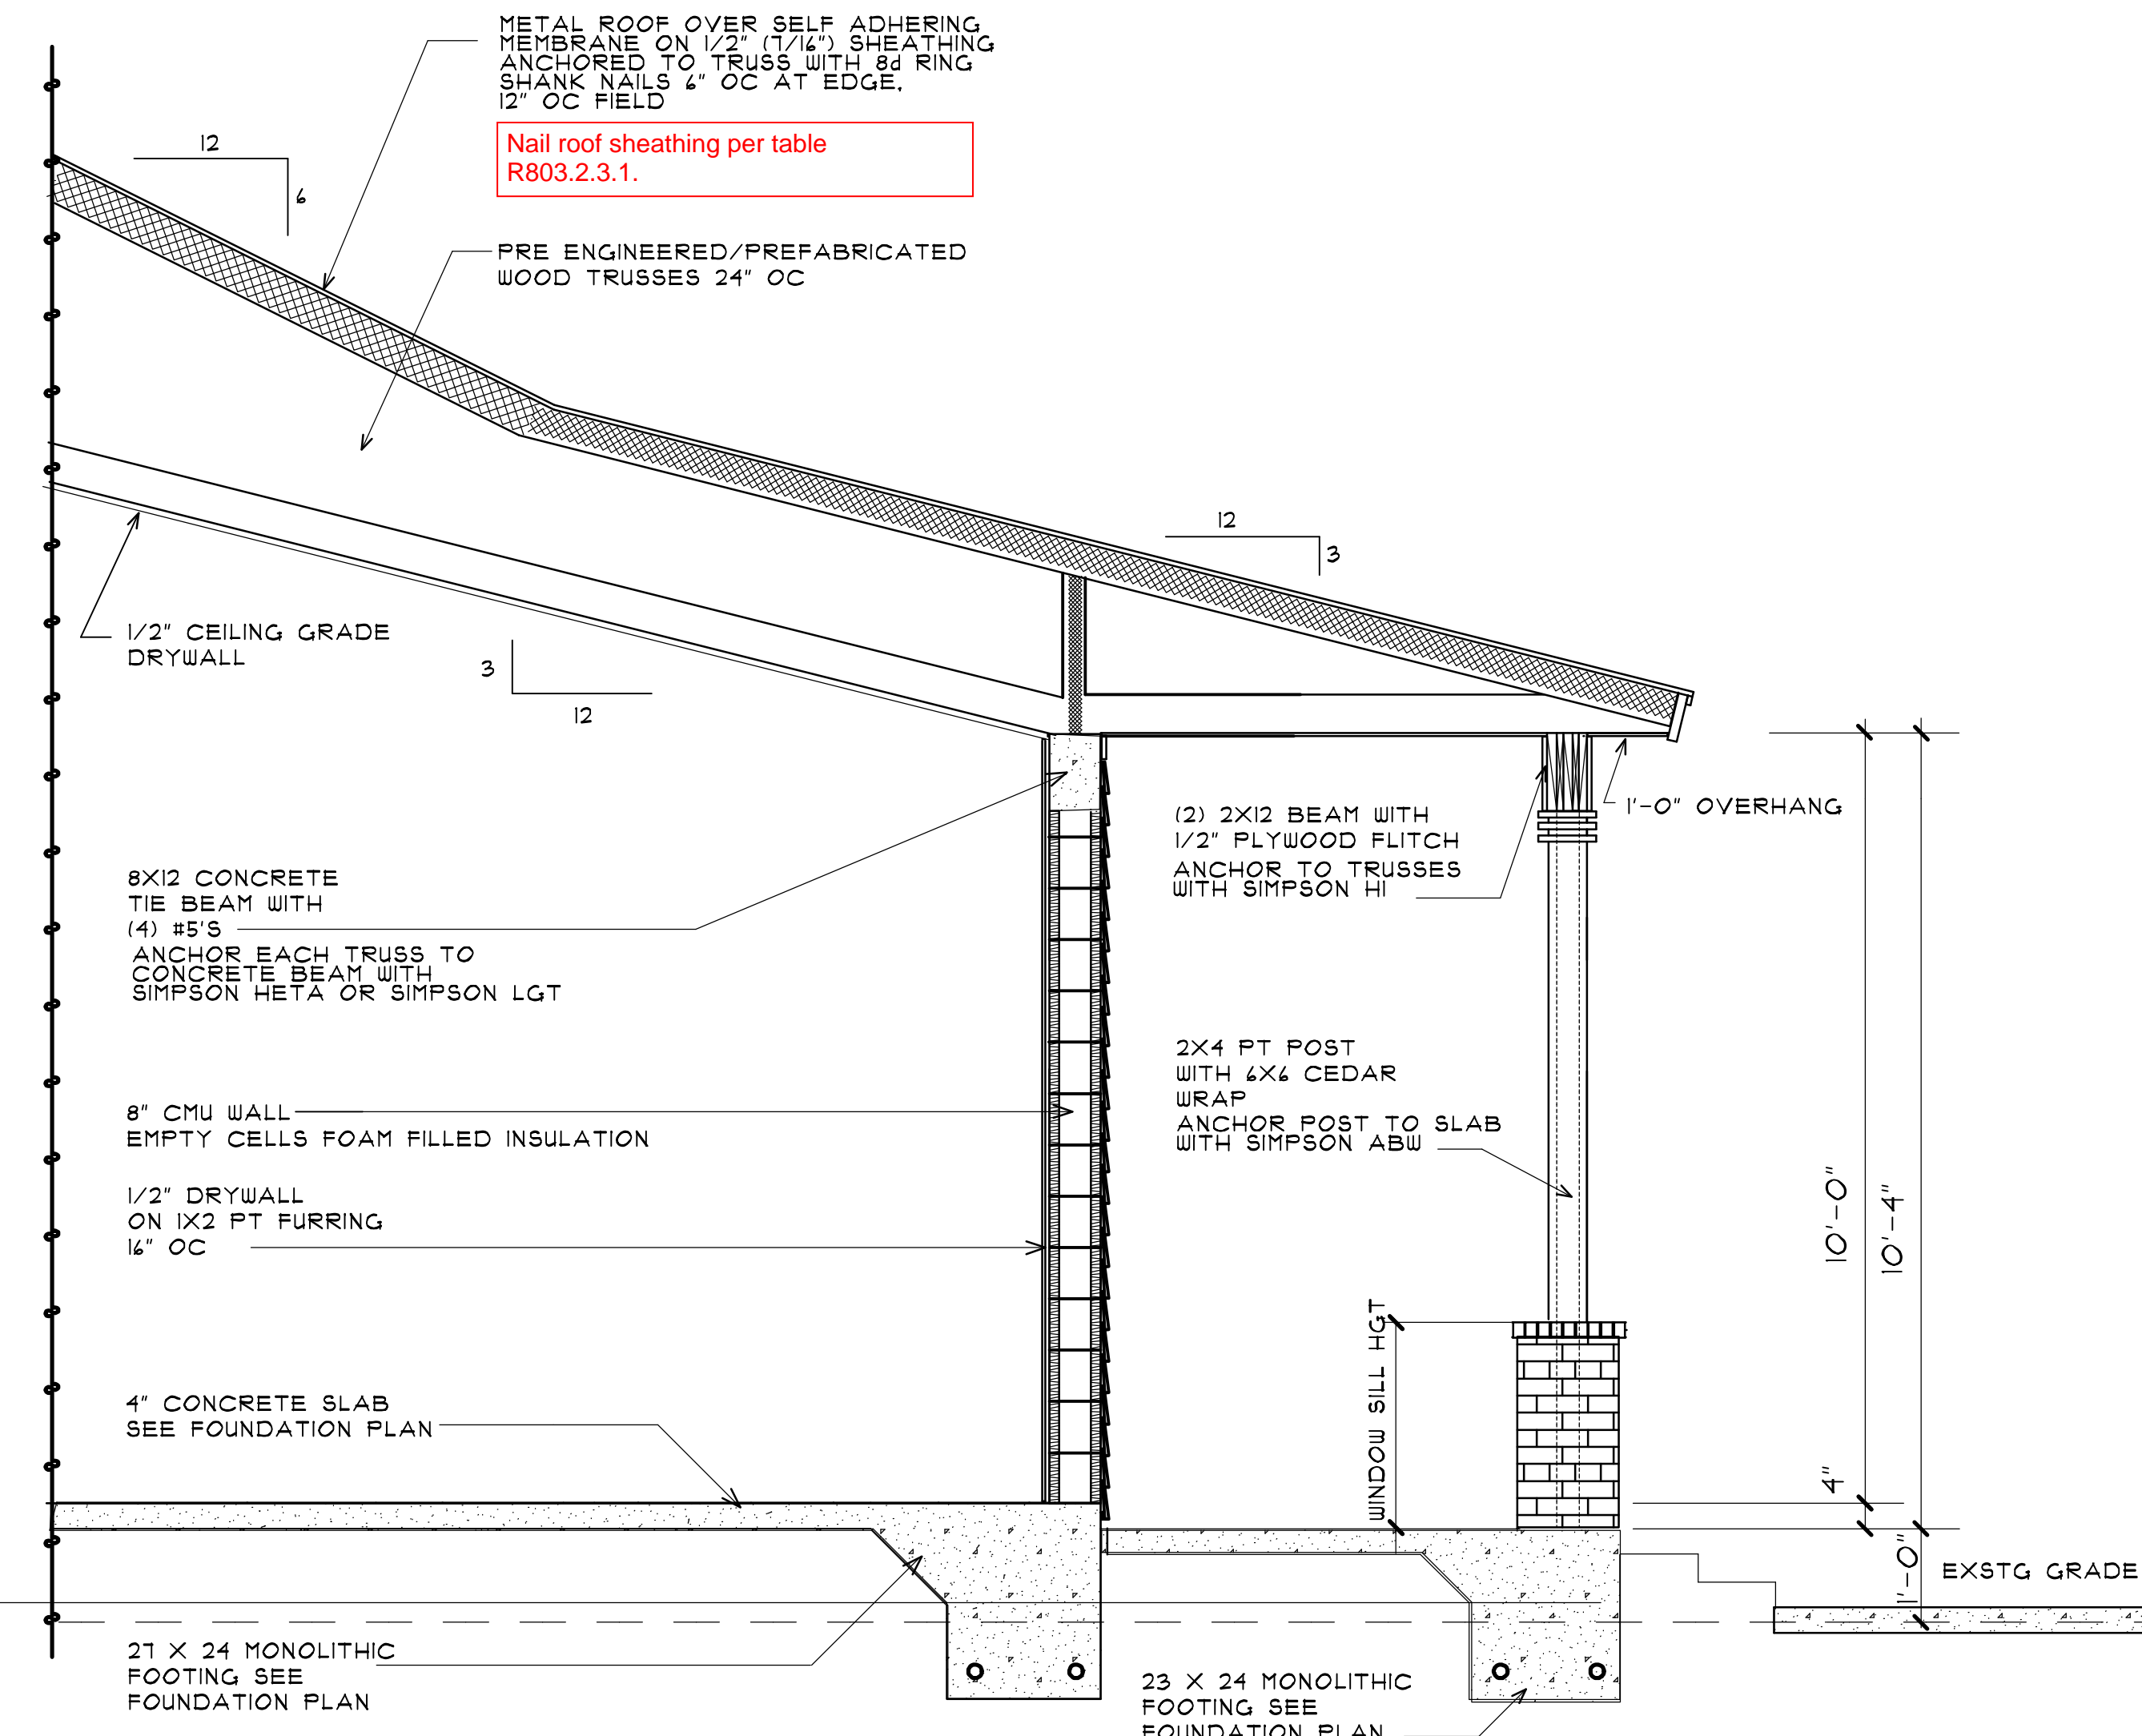 METAL ROOF OVER SELF ADHERING
MEMBRANE ON 1/2" (7/16") SHEATHING
ANCHORED TO TRUSS WITH 8d RING
SHANK NAILS 6" OC AT EDGE,
12" OC FIELD
Nail roof sheathing per table
R803.2.3.1.
12
6
PRE ENGINEERED/PREFABRICATED
WOOD TRUSSES 24" OC
12
3
1/2" CEILING GRADE
DRYWALL
3
12
(2) 2X12 BEAM WITH
1/2" PLYWOOD FLITCH
ANCHOR TO TRUSSES
WITH SIMPSON H1
1'-0" OVERHANG
8X12 CONCRETE
TIE BEAM WITH
(4) #5'S
ANCHOR EACH TRUSS TO
CONCRETE BEAM WITH
SIMPSON HETA OR SIMPSON LGT
2X4 PT POST
WITH 6X6 CEDAR
WRAP
ANCHOR POST TO SLAB
WITH SIMPSON ABW
8" CMU WALL
EMPTY CELLS FOAM FILLED INSULATION
1/2" DRYWALL
ON 1X2 PT FURRING
16" OC
10'-0"
10'-4"
WINDOW SILL HGT
4" CONCRETE SLAB
SEE FOUNDATION PLAN
4"
1'-0"
EXSTG GRADE
27 X 24 MONOLITHIC
FOOTING SEE
FOUNDATION PLAN
23 X 24 MONOLITHIC
FOOTING SEE
FOUNDATION PLAN